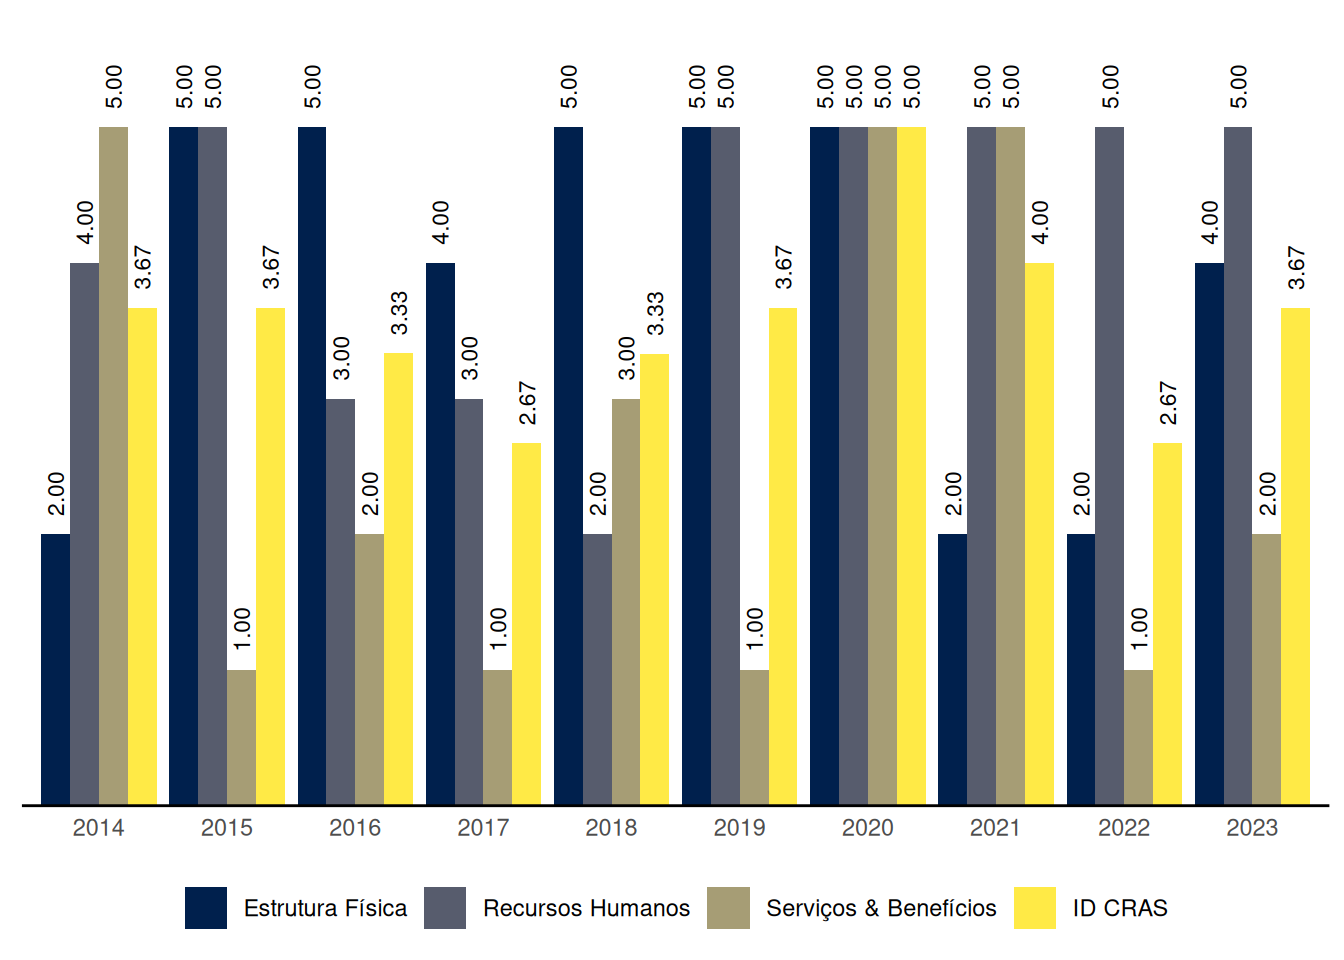 2.00 4.00 5.00 3.67 5.00 5.00 1.00 3.67 5.00 3.00 2.00 3.33 4.00 3.00 1.00 2.67 5.00 2.00 3.00 3.33 5.00 5.00 1.00 3.67 5.00 5.00 5.00 5.00 2.00 5.00 5.00 4.00 2.00 5.00 1.00 2.67 4.00 5.00 2.00 3.67
2014 2015 2016 2017 2018 2019 2020 2021 2022 2023
Estrutura Física Recursos Humanos Serviços & Benefícios ID CRAS